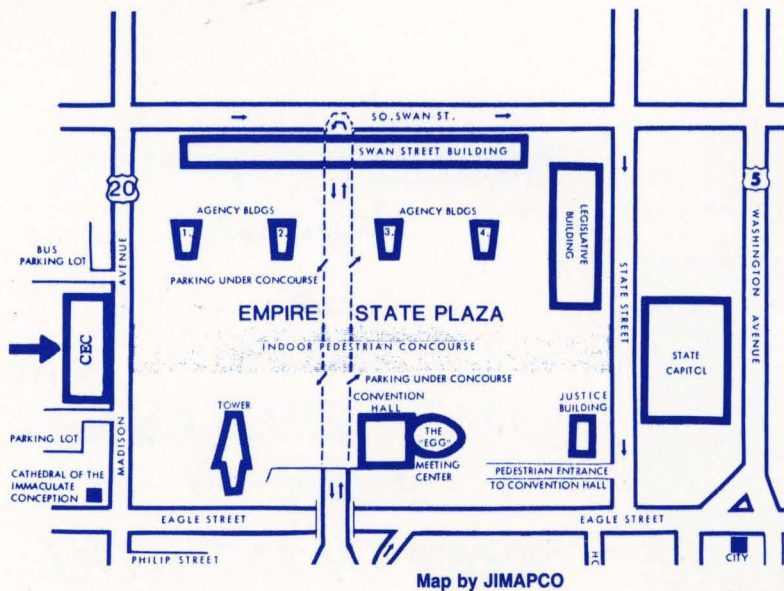 SO. SWAN ST.
SWAN STREET BUILDING
20
5
AGENCY BLDGS
AGENCY BLDGS
1.
2.
3.
4.
LEGISLATIVE
BUILDING
BUS
PARKING LOT
AVENUE
PARKING UNDER CONCOURSE
WASHINGTON AVENUE
STATE STREET
EMPIRE STATE PLAZA
INDOOR PEDESTRIAN CONCOURSE
CEC
STATE
CAPITOL
PARKING UNDER CONCOURSE
TOWER
CONVENTION
HALL
JUSTICE
BUILDING
THE
"EGG"
MEETING
CENTER
MADISON
PARKING LOT
CATHEDRAL OF THE
IMMACULATE
CONCEPTION
PEDESTRIAN ENTRANCE
TO CONVENTION HALL
EAGLE STREET
EAGLE STREET
PHILIP STREET
HO
CITY
Map by JIMAPCO